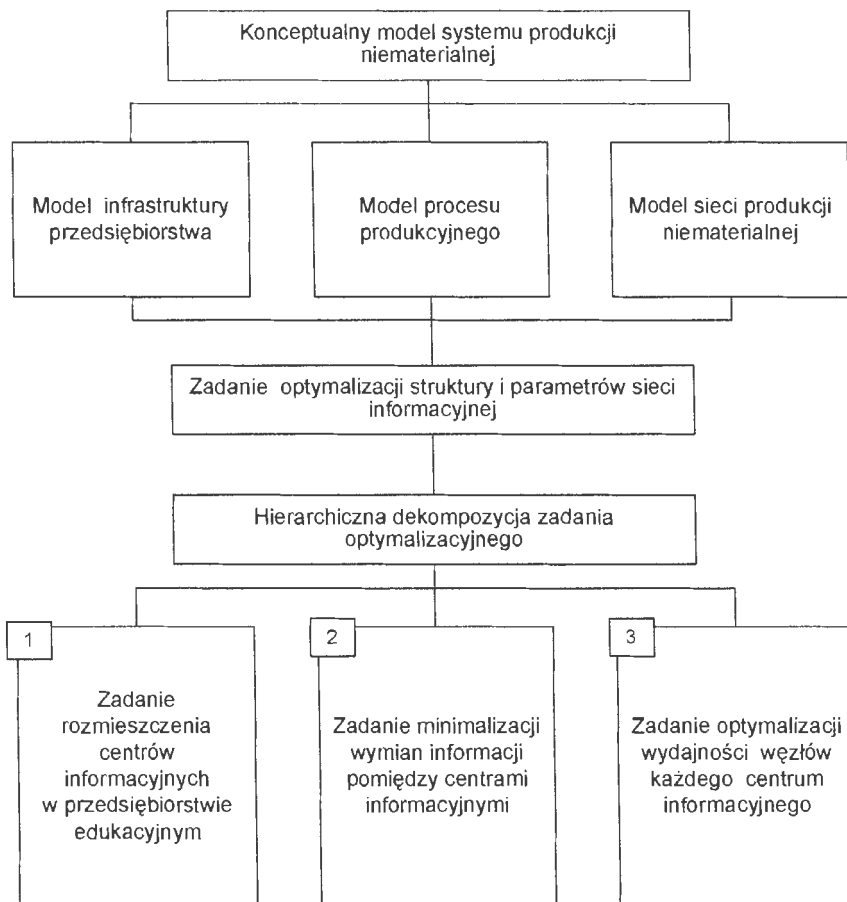 Konceptualny model systemu produkcji
niematerialnej
Model infrastruktury
przedsiębiorstwa
Model procesu
produkcyjnego
Model sieci produkcji
niematerialnej
Zadanie optymalizacji struktury i parametrów sieci
informacyjnej
Hierarchiczna dekompozycja zadania
optymalizacyjnego
1
Zadanie
rozmieszczenia
centrów
informacyjnych
w przedsiębiorstwie
edukacyjnym
2
Zadanie minimalizacji
wymian informacji
pomiędzy centrami
informacyjnymi
3
Zadanie optymalizacji
wydajności węzłów
każdego centrum
informacyjnego